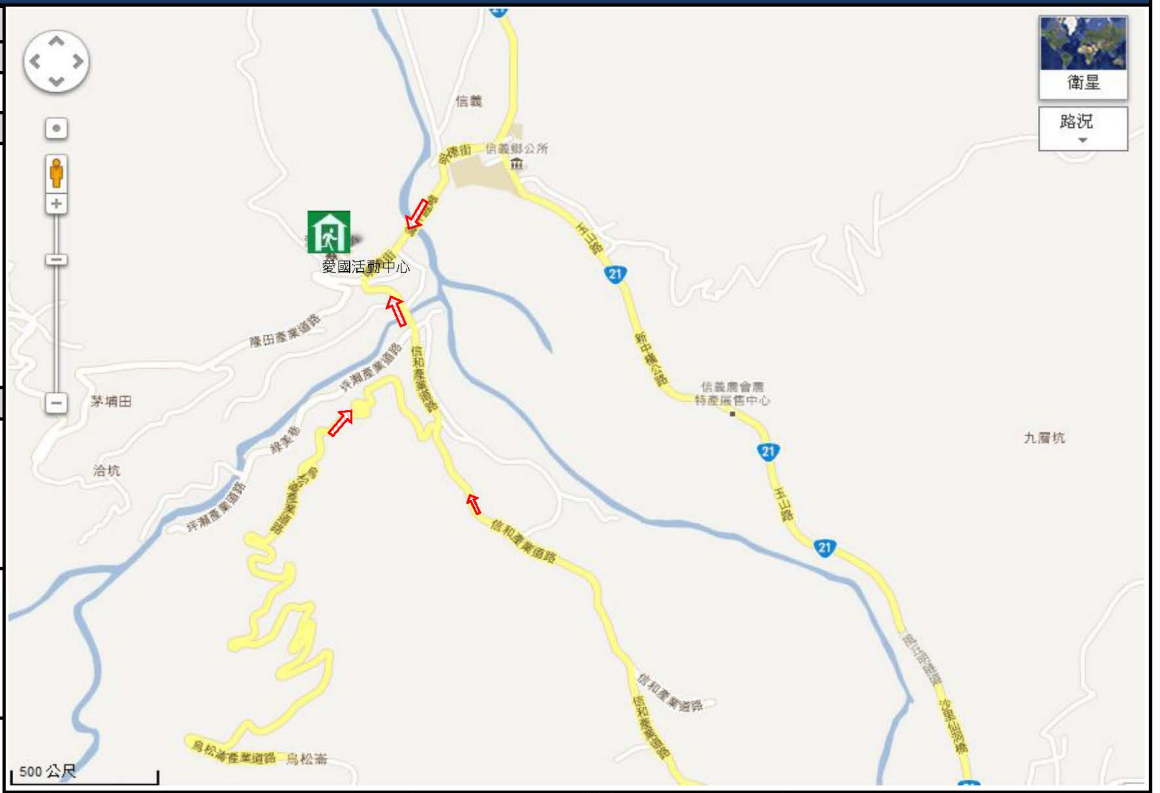 21
衛星
路況
信義
明德街
信義鄉公所
愛國活動中心
玉山路
21
隆田產業道路
信和產業道路
坪瀨產業道路
新中橫公路
信義農會農
特產展售中心
茅埔田
綠美巷
九層坑
21
洽坑
玉山路
坪瀨產業道路
信和產業道路
21
信和產業道路
信和產業道路
沙里仙洞橋
烏松崙產業道路
烏松崙
500 公尺